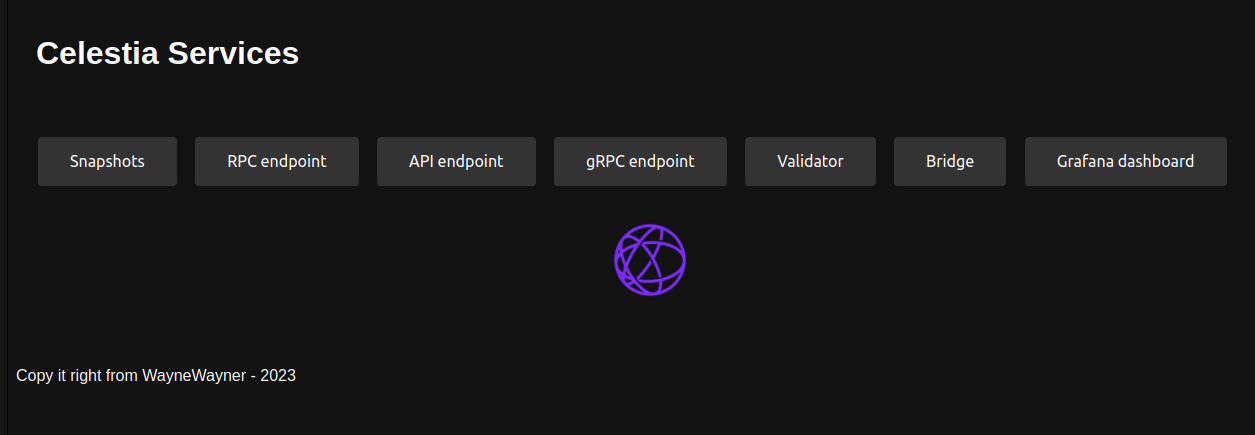 Celestia Services
Snapshots RPC endpoint API endpoint gRPC endpoint Validator Bridge Grafana dashboard
Copy it right from WayneWayner - 2023